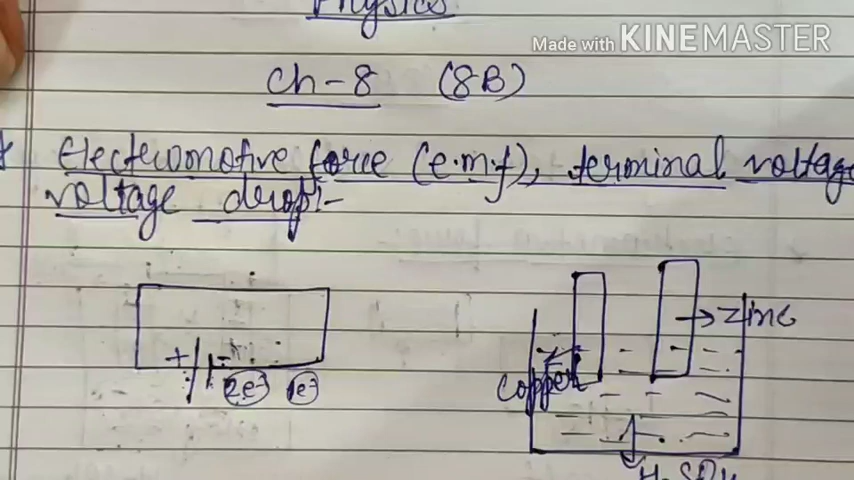 Physics
Made with KINEMASTER
Ch-8 (8B)
Electromotive force (e.m.f), terminal voltage
voltage drop:-
zinc
+ -
copper
2e- 1e-
H2SO4